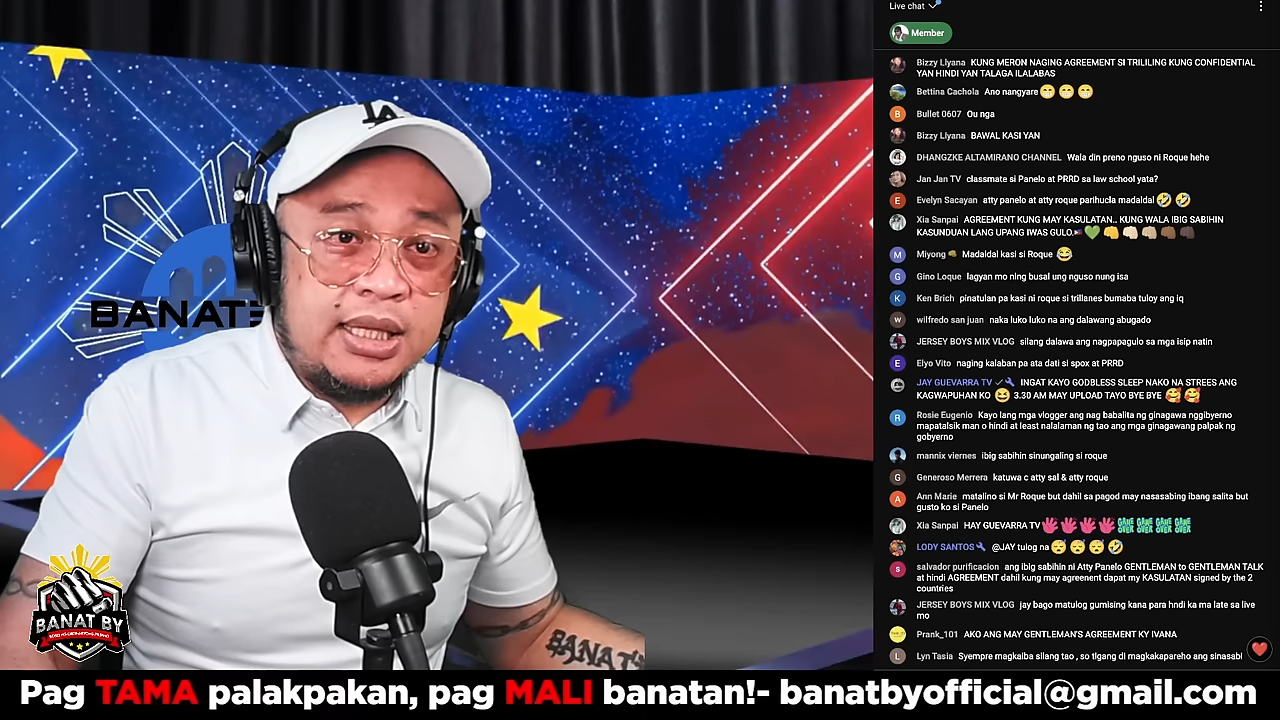 Live chat
Member
Bizzy Llyana KUNG MERON NAGING AGREEMENT SI TRILILING KUNG CONFIDENTIAL
YAN HINDI YAN TALAGA ILALABAS
Bettina Cachola Ano nangyare
Bullet 0607 Ou nga
Bizzy Llyana BAWAL KASI YAN
DHANGZKE ALTAMIRANO CHANNEL Wala din preno nguso ni Roque hehe
Jan Jan TV classmate si Panelo at PRRD sa law school yata?
Evelyn Sacayan atty panelo at atty roque parihucla madaldal
Xia Sanpai AGREEMENT KUNG MAY KASULATAN.. KUNG WALA IBIG SABIHIN
KASUNDUAN LANG UPANG IWAS GULO.
Miyong Madaldal kasi si Roque
Gino Loque lagyan mo nlng busal ung nguso nung isa
Ken Brich pinatulan pa kasi ni roque si trillanes bumaba tuloy ang iq
wilfredo san juan naka luko luko na ang dalawang abugado
JERSEY BOYS MIX VLOG silang dalawa ang nagpapagulo sa mga isip natin
Elyo Vito naging kalaban pa ata dati si spox at PRRD
JAY GUEVARRA TV INGAT KAYO GODBLESS SLEEP NAKO NA STREES ANG
KAGWAPUHAN KO 3.30 AM MAY UPLOAD TAYO BYE BYE
Rosie Eugenio Kayo lang mga vlogger ang nag babalita ng ginagawa nggibyerno
mapatalsik man o hindi at least nalalaman ng tao ang mga ginagawang palpak ng
gobyerno
mannix viernes ibig sabihin sinungaling si roque
Generoso Merrera katuwa c atty sal & atty roque
Ann Marie matalino si Mr Roque but dahil sa pagod may nasasabing ibang salita but
gusto ko si Panelo
Xia Sanpai HAY GUEVARRA TV
LODY SANTOS @JAY tulog na
salvador purificacion ang ibig sabihin ni Atty Panelo GENTLEMAN to GENTLEMAN TALK
at hindi AGREEMENT dahil kung may agreenent dapat my KASULATAN signed by the 2
countries
JERSEY BOYS MIX VLOG jay bago matulog gumising kana para hndi ka ma late sa live
mo
Prank_101 AKO ANG MAY GENTLEMAN'S AGREEMENT KY IVANA
Lyn Tasia Syempre magkaiba silang tao , so tlgang di magkakapareho ang sinasabi
LA
BANATE
BANAT BY
BANAT
Pag TAMA palakpakan, pag MALI banatan!- banatbyofficial@gmail.com